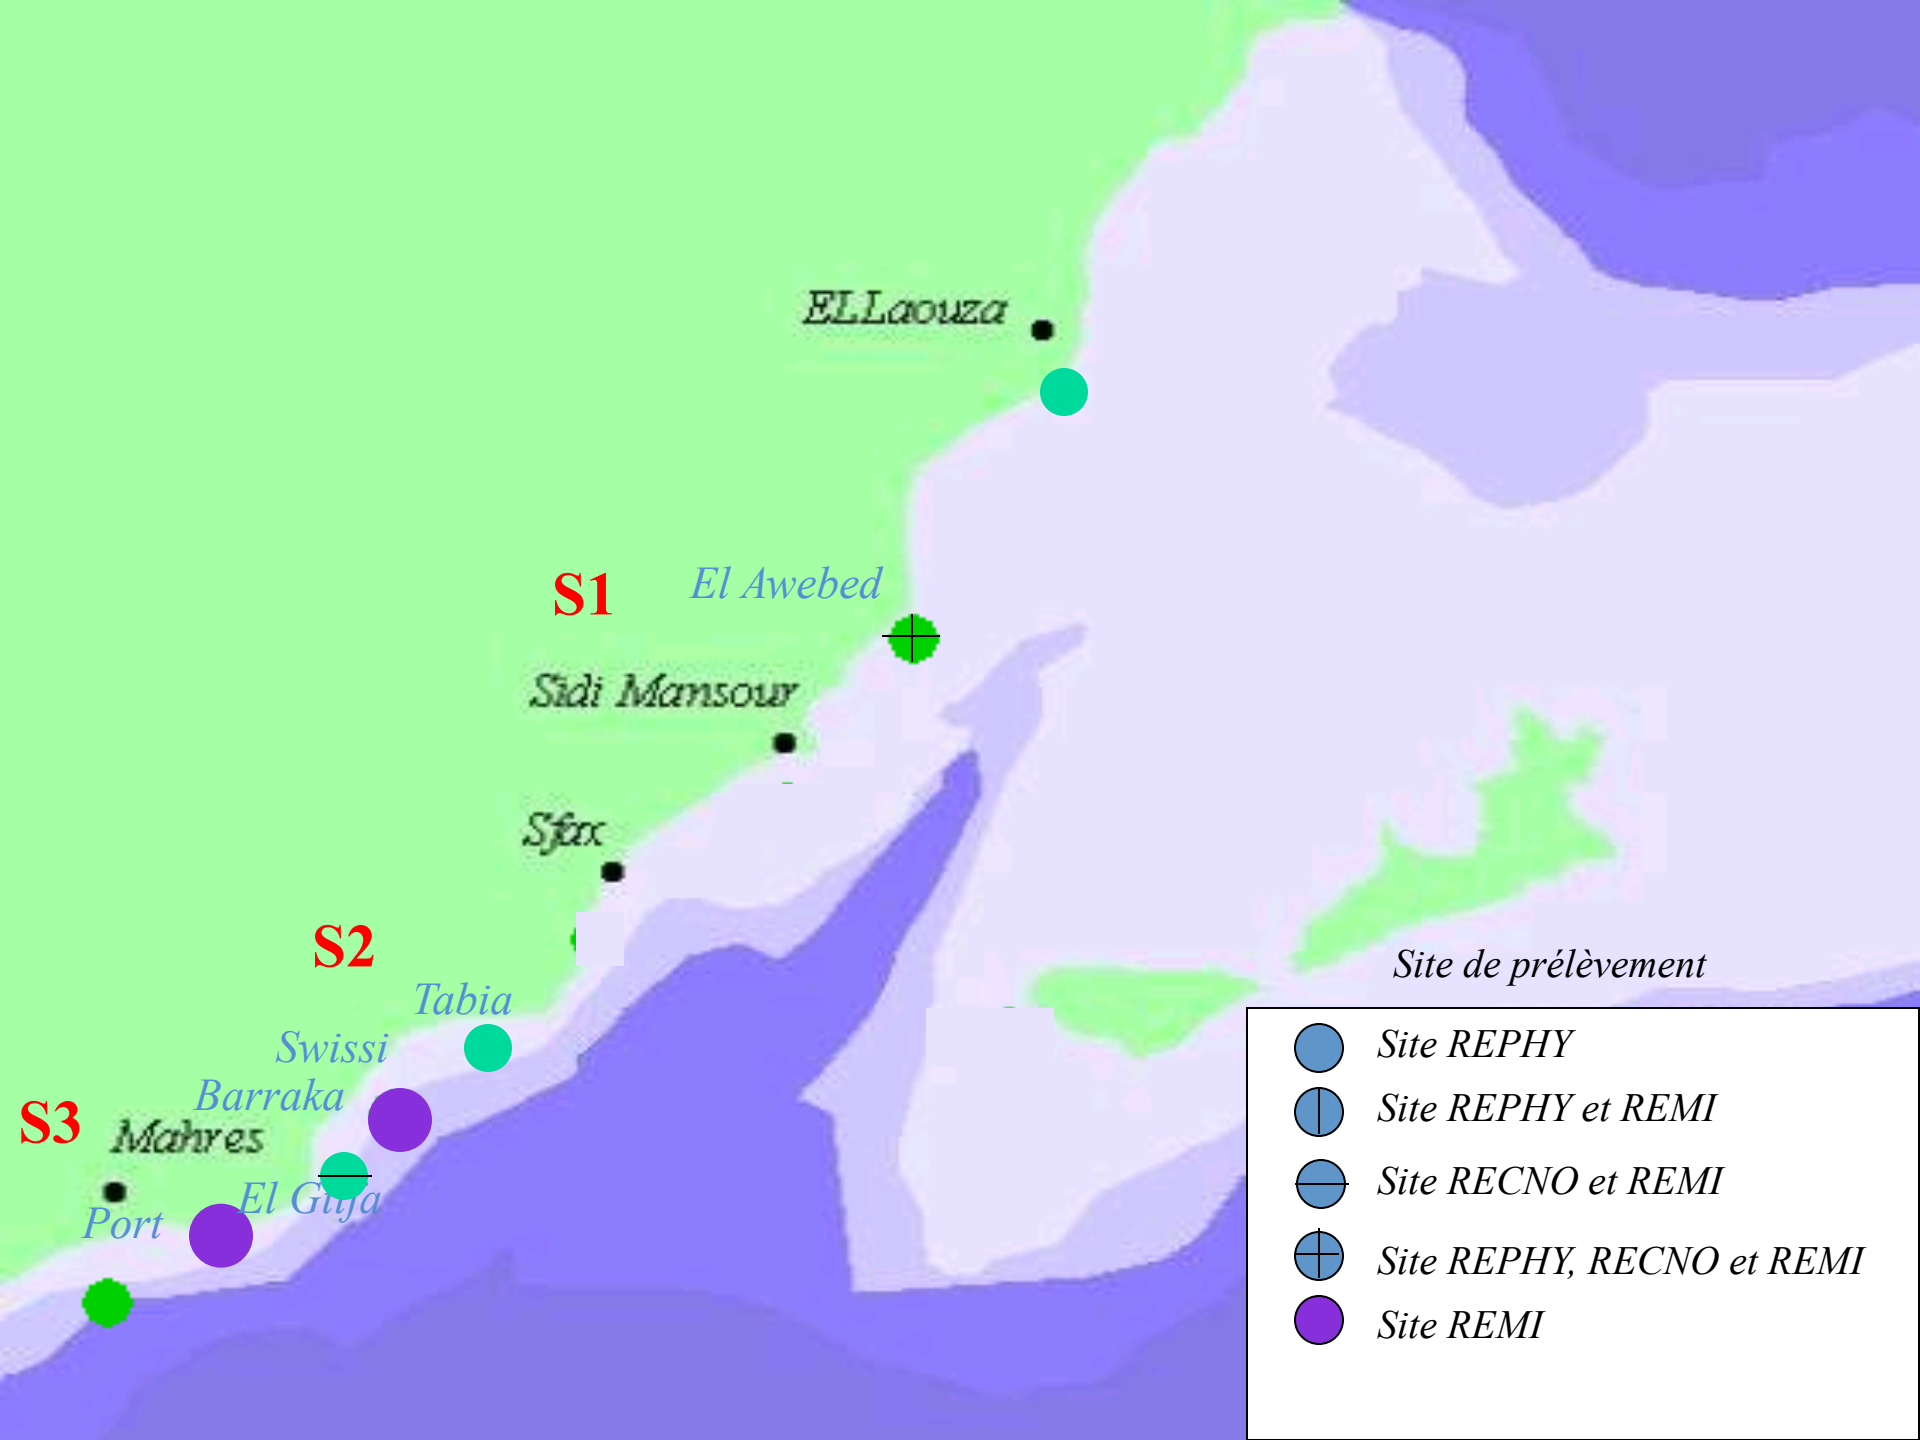 ELLaouza
S1 El Awebed
Sidi Mansour
Sfax
S2
Tabia
Swissi
Barraka
S3 Mahres
El Guija
Port
Site de prélèvement
Site REPHY
Site REPHY et REMI
Site RECNO et REMI
Site REPHY, RECNO et REMI
Site REMI